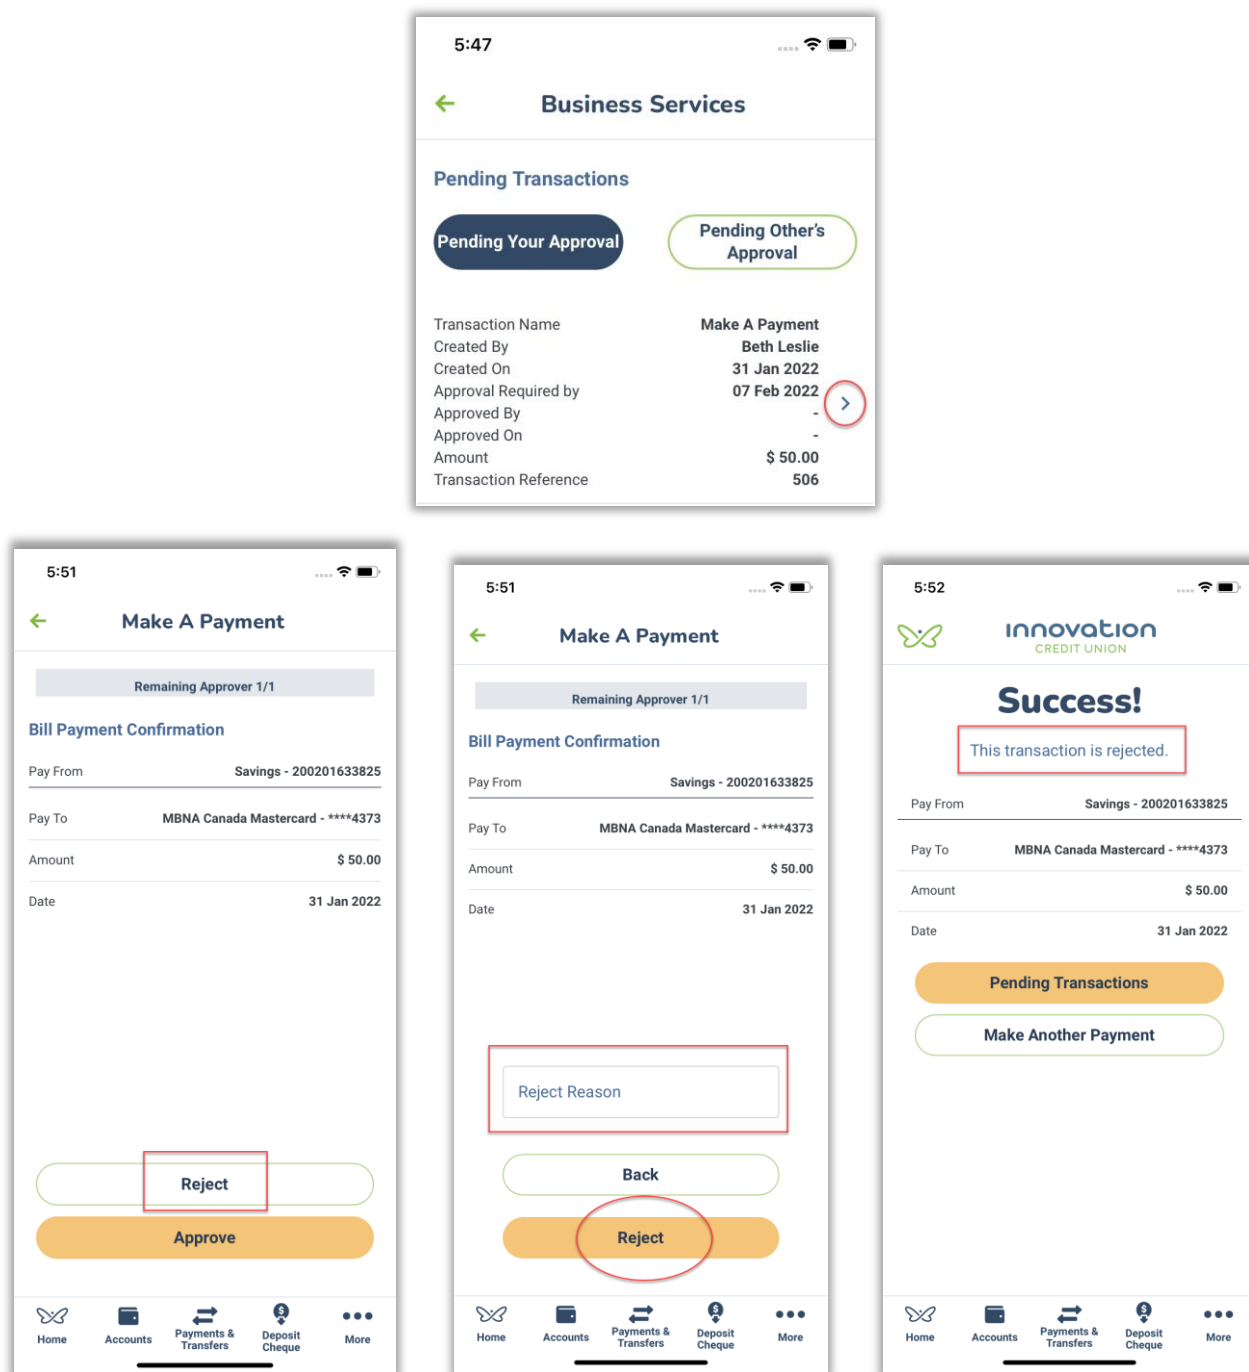 5:47
Business Services
Pending Transactions
Pending Your Approval
Pending Other's
Approval
Transaction Name Make A Payment
Created By Beth Leslie
Created On 31 Jan 2022
Approval Required by 07 Feb 2022
Approved By -
Approved On -
Amount $ 50.00
Transaction Reference 506
5:51
Make A Payment
Remaining Approver 1/1
Bill Payment Confirmation
Pay From Savings - 200201633825
Pay To MBNA Canada Mastercard - ****4373
Amount $ 50.00
Date 31 Jan 2022
Reject
Approve
Home
Accounts
Payments &
Transfers
Deposit
Cheque
More
5:51
Make A Payment
Remaining Approver 1/1
Bill Payment Confirmation
Pay From Savings - 200201633825
Pay To MBNA Canada Mastercard - ****4373
Amount $ 50.00
Date 31 Jan 2022
Reject Reason
Back
Reject
Home
Accounts
Payments &
Transfers
Deposit
Cheque
More
5:52
Innovation
CREDIT UNION
Success!
This transaction is rejected.
Pay From Savings - 200201633825
Pay To MBNA Canada Mastercard - ****4373
Amount $ 50.00
Date 31 Jan 2022
Pending Transactions
Make Another Payment
Home
Accounts
Payments &
Transfers
Deposit
Cheque
More